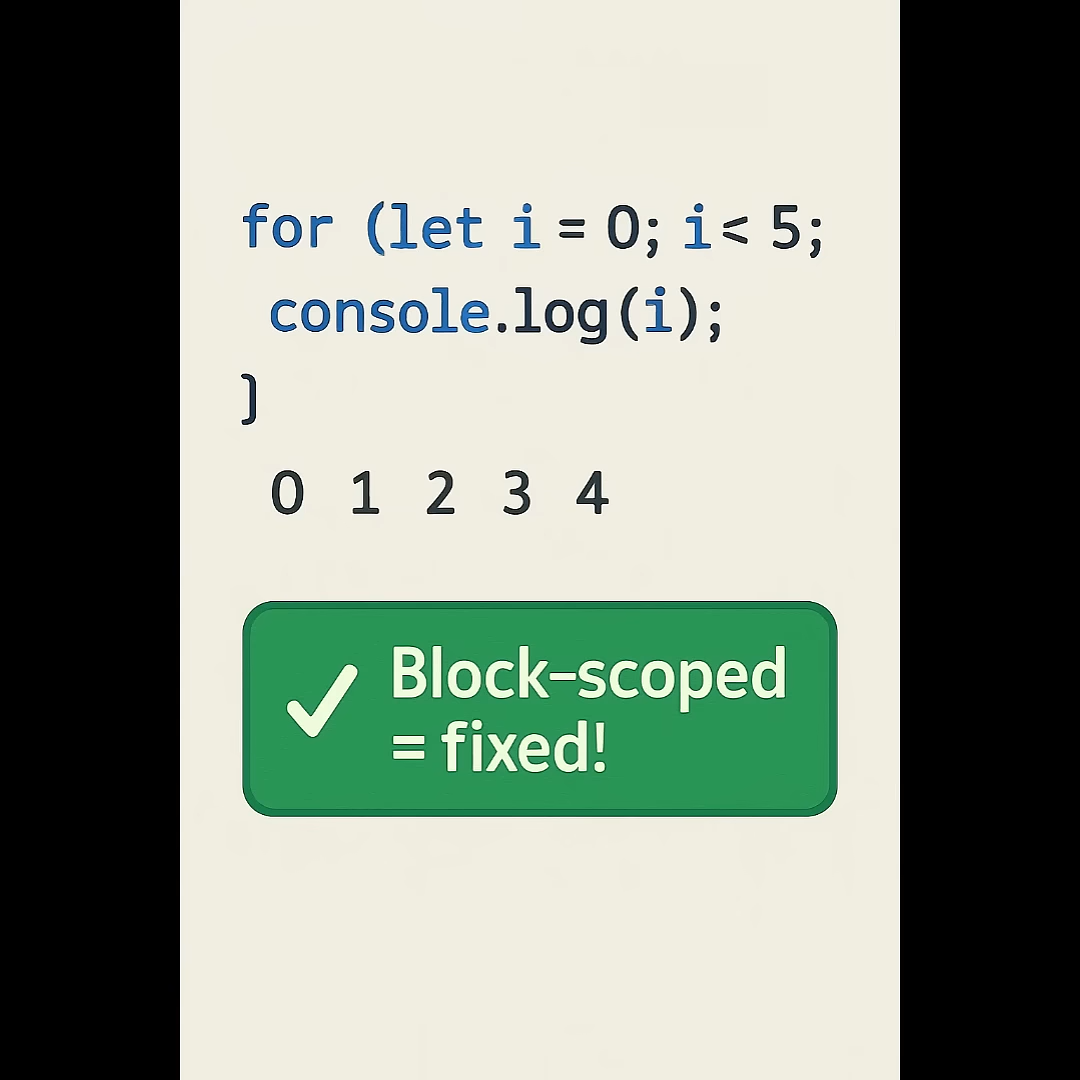 for (let i = 0; i < 5;
console.log(i);
}
0 1 2 3 4
✓ Block-scoped
= fixed!